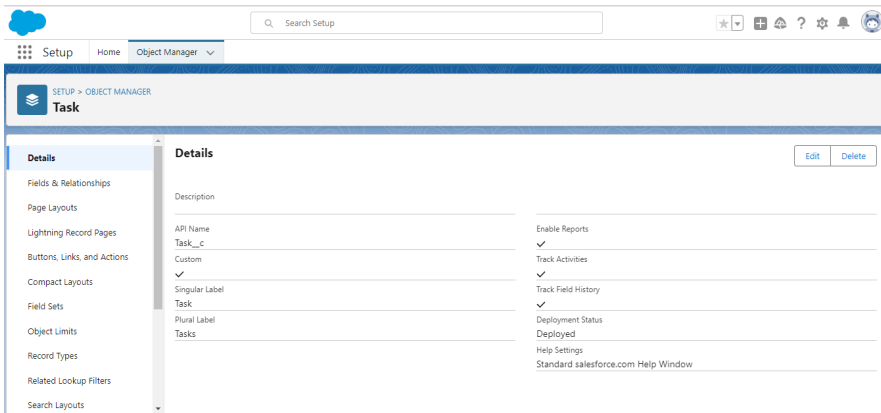 Search Setup
Setup
Home
Object Manager
SETUP > OBJECT MANAGER
Task
Details
Fields & Relationships
Page Layouts
Lightning Record Pages
Buttons, Links, and Actions
Compact Layouts
Field Sets
Object Limits
Record Types
Related Lookup Filters
Search Layouts
Details
Edit
Delete
Description
API Name
Task__c
Custom
Singular Label
Task
Plural Label
Tasks
Enable Reports
Track Activities
Track Field History
Deployment Status
Deployed
Help Settings
Standard salesforce.com Help Window